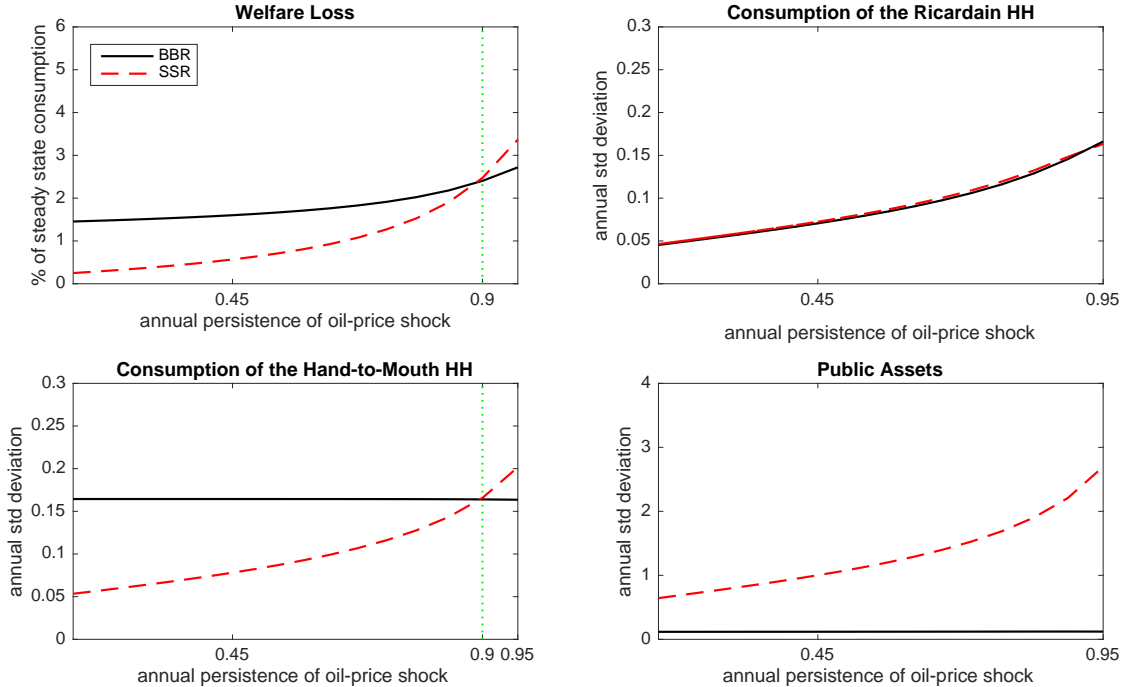 Welfare Loss
% of steady state consumption
6
5
4
3
2
1
0
BBR
SSR
0.45
0.9
annual persistence of oil-price shock
Consumption of the Ricardain HH
annual std deviation
0.3
0.25
0.2
0.15
0.1
0.05
0
0.45
0.95
annual persistence of oil-price shock
Consumption of the Hand-to-Mouth HH
annual std deviation
0.3
0.25
0.2
0.15
0.1
0.05
0
0.45
0.9
0.95
annual persistence of oil-price shock
Public Assets
annual std deviation
4
3
2
1
0
0.45
0.95
annual persistence of oil-price shock